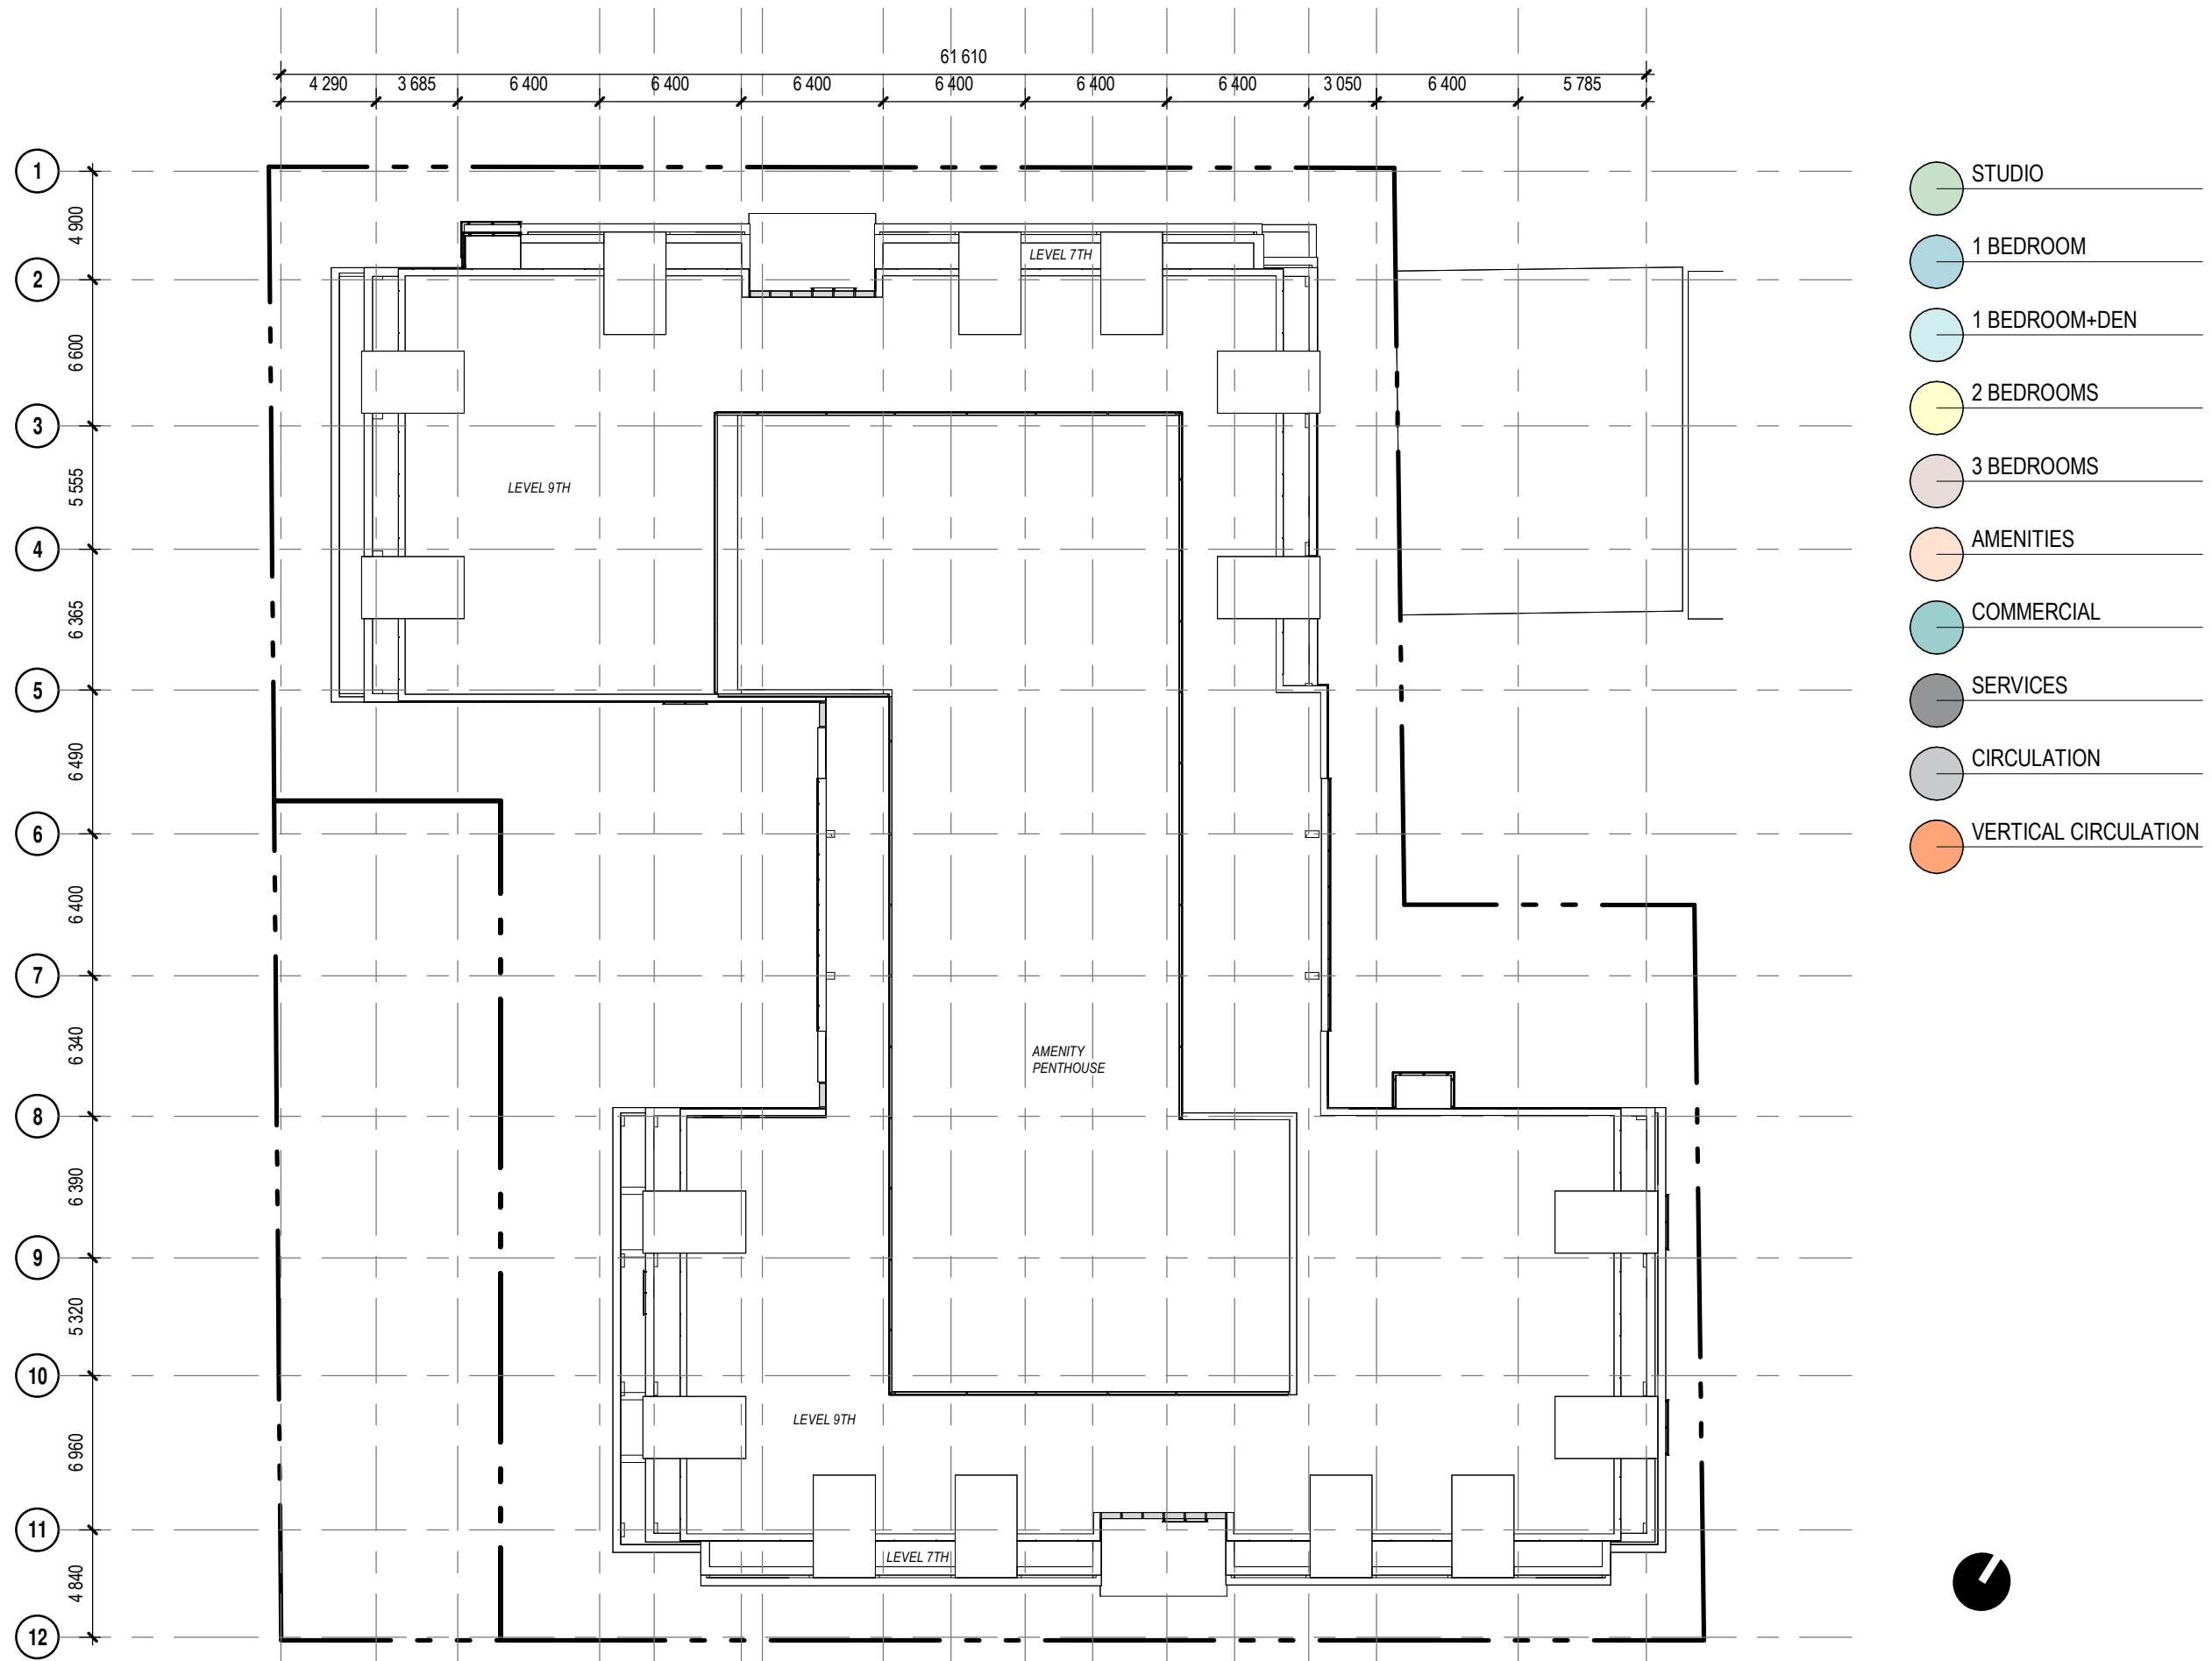 61 610
4 290 3 685 6 400 6 400 6 400 6 400 6 400 6 400 3 050 6 400 5 785
1
4 900
2
6 600
3
5 555
4
6 365
5
6 490
6
6 400
7
6 340
8
6 390
9
5 320
10
6 960
11
4 840
12
LEVEL 7TH
LEVEL 9TH
AMENITY
PENTHOUSE
LEVEL 9TH
LEVEL 7TH
STUDIO
1 BEDROOM
1 BEDROOM+DEN
2 BEDROOMS
3 BEDROOMS
AMENITIES
COMMERCIAL
SERVICES
CIRCULATION
VERTICAL CIRCULATION